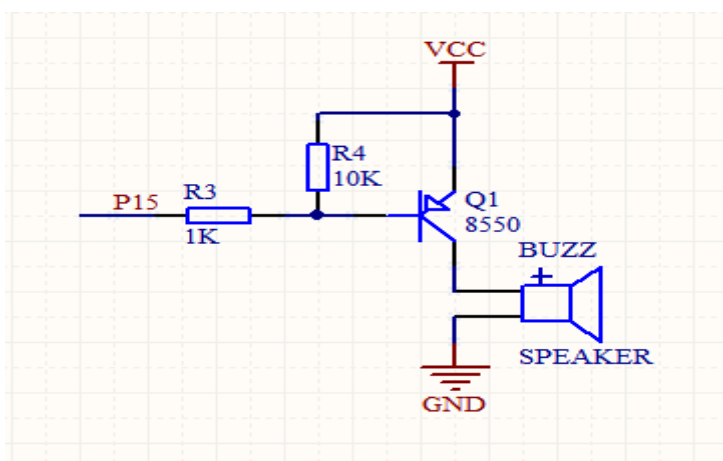 VCC
R4
10K
P15
R3
1K
Q1
8550
BUZZ
+
SPEAKER
GND